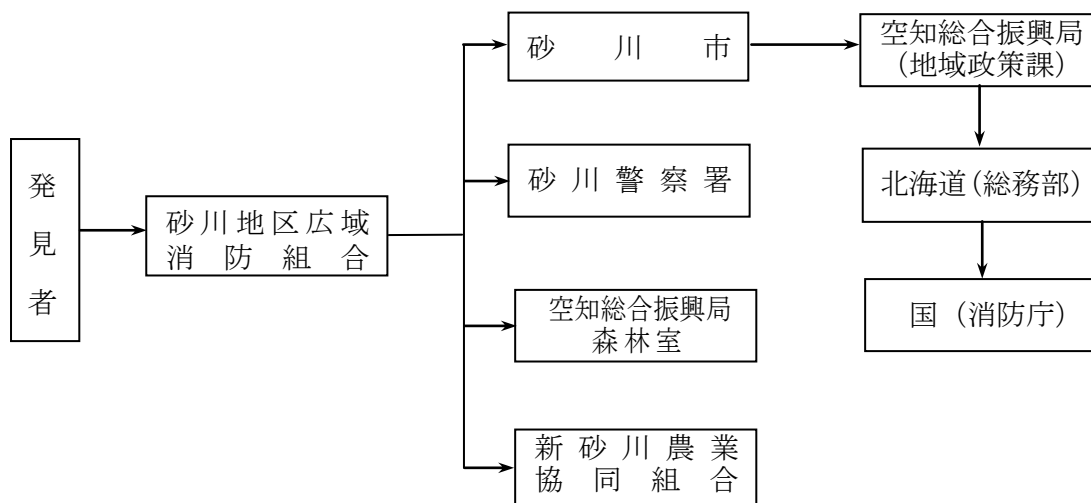 発見者
砂川地区広域
消防組合
砂川市
砂川警察署
空知総合振興局
森林室
新砂川農業
協同組合
空知総合振興局
（地域政策課）
北海道（総務部）
国（消防庁）